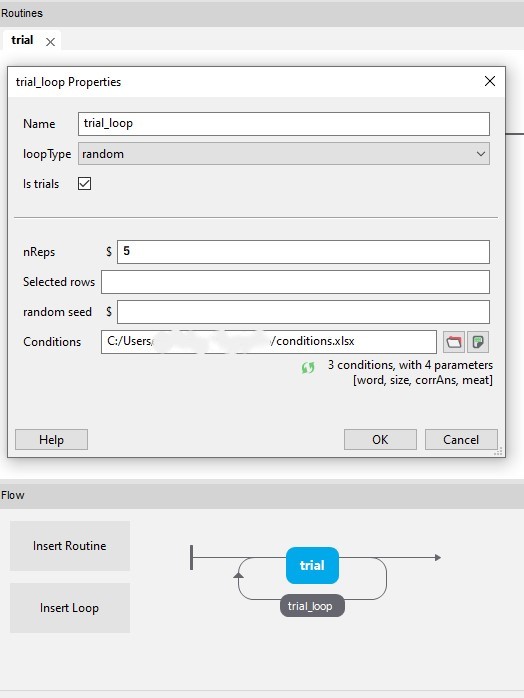 Routines
trial
trial_loop Properties
Name trial_loop
loopType random
Is trials
nReps $ 5
Selected rows
random seed $
Conditions C:/Users/ /conditions.xlsx
3 conditions, with 4 parameters
[word, size, corrAns, meat]
Help OK Cancel
Flow
Insert Routine
trial
Insert Loop
trial_loop